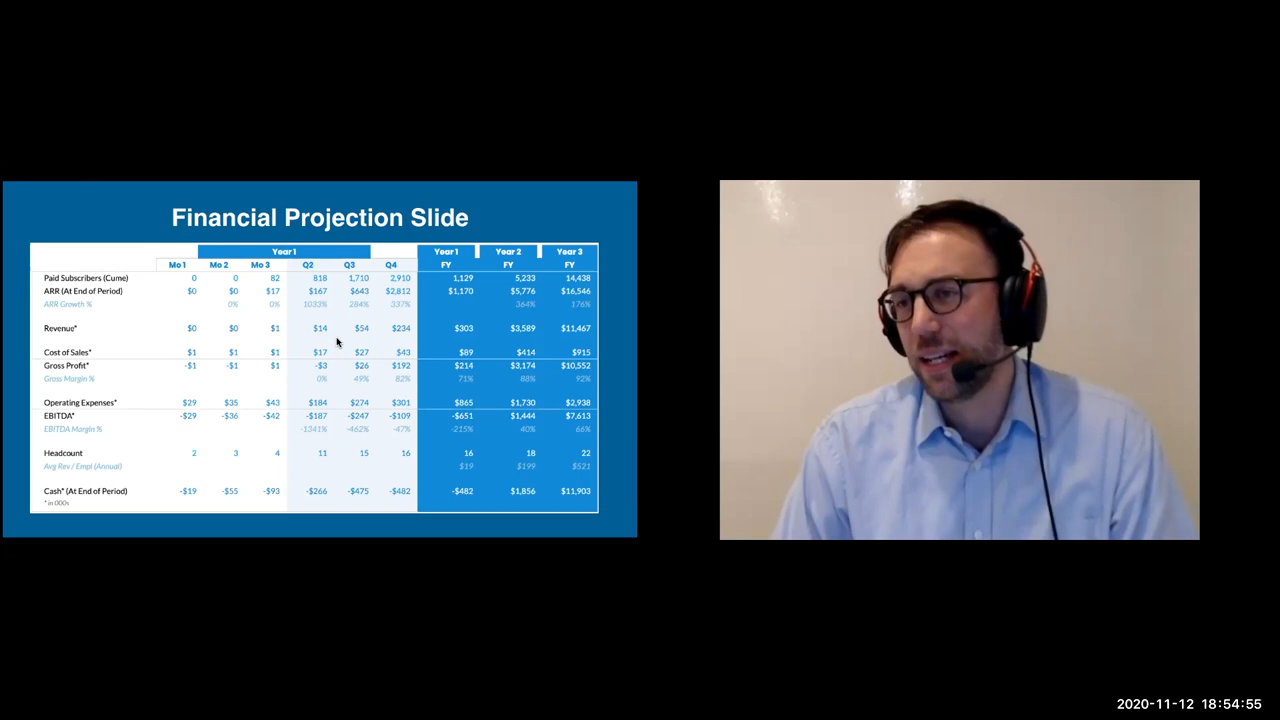 Financial Projection Slide
Year 1 Year 1 Year 2 Year 3
Mo 1 Mo 2 Mo 3 Q2 Q3 Q4 FY FY FY
Paid Subscribers (Cume) 0 0 82 818 1,710 2,910 1,129 5,233 14,438
ARR (At End of Period) $0 $0 $17 $167 $643 $2,812 $1,170 $5,776 $16,546
ARR Growth % 0% 0% 1033% 284% 337% 364% 176%
Revenue* $0 $0 $1 $14 $54 $234 $303 $3,589 $11,467
Cost of Sales* $1 $1 $1 $17 $27 $43 $89 $414 $915
Gross Profit* -$1 -$1 $1 -$3 $26 $192 $214 $3,174 $10,552
Gross Margin % 0% 49% 82% 71% 88% 92%
Operating Expenses* $29 $35 $43 $184 $274 $301 $865 $1,730 $2,938
EBITDA* -$29 -$36 -$42 -$187 -$247 -$109 -$651 $1,444 $7,613
EBITDA Margin % -1341% -462% -47% -215% 40% 66%
Headcount 2 3 4 11 15 16 16 18 22
Avg Rev / Empl (Annual) $19 $199 $521
Cash* (At End of Period) -$19 -$55 -$93 -$266 -$475 -$482 -$482 $1,856 $11,903
* in 000s
2020-11-12 18:54:55